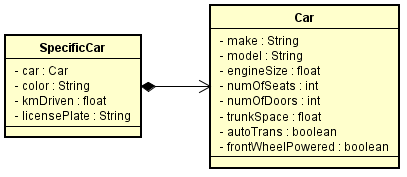 SpecificCar
- car : Car
- color : String
- kmDriven : float
- licensePlate : String
Car
- make : String
- model : String
- engineSize : float
- numOfSeats : int
- numOfDoors : int
- trunkSpace : float
- autoTrans : boolean
- frontWheelPowered : boolean